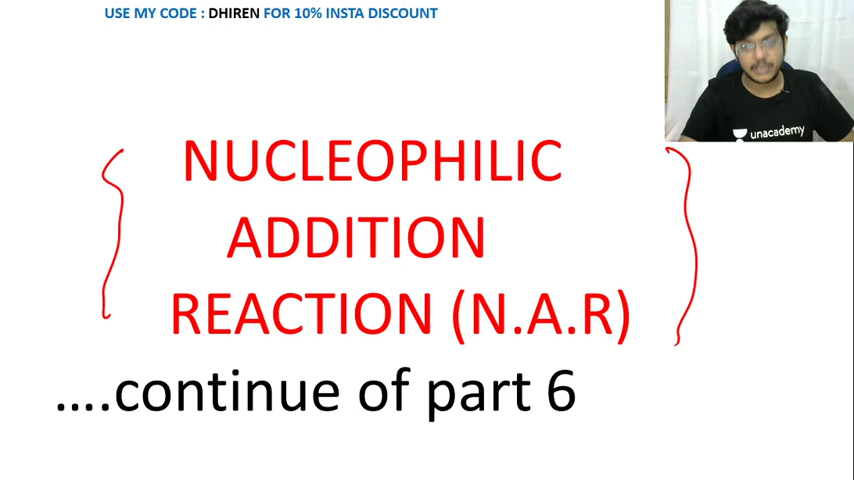 USE MY CODE : DHIREN FOR 10% INSTA DISCOUNT
unacademy
NUCLEOPHILIC
ADDITION
REACTION (N.A.R)
....continue of part 6